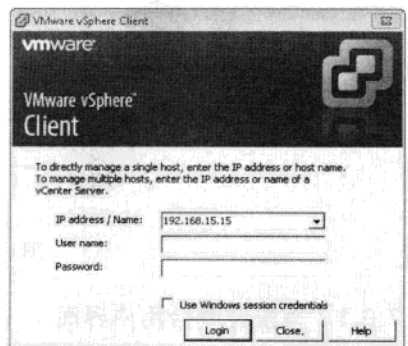 VMware vSphere Client
vmware
VMware vSphere™
Client
To directly manage a single host, enter the IP address or host name.
To manage multiple hosts, enter the IP address or name of a
vCenter Server.
IP address / Name: 192.168.15.15
User name:
Password:
Use Windows session credentials
Login Close. Help